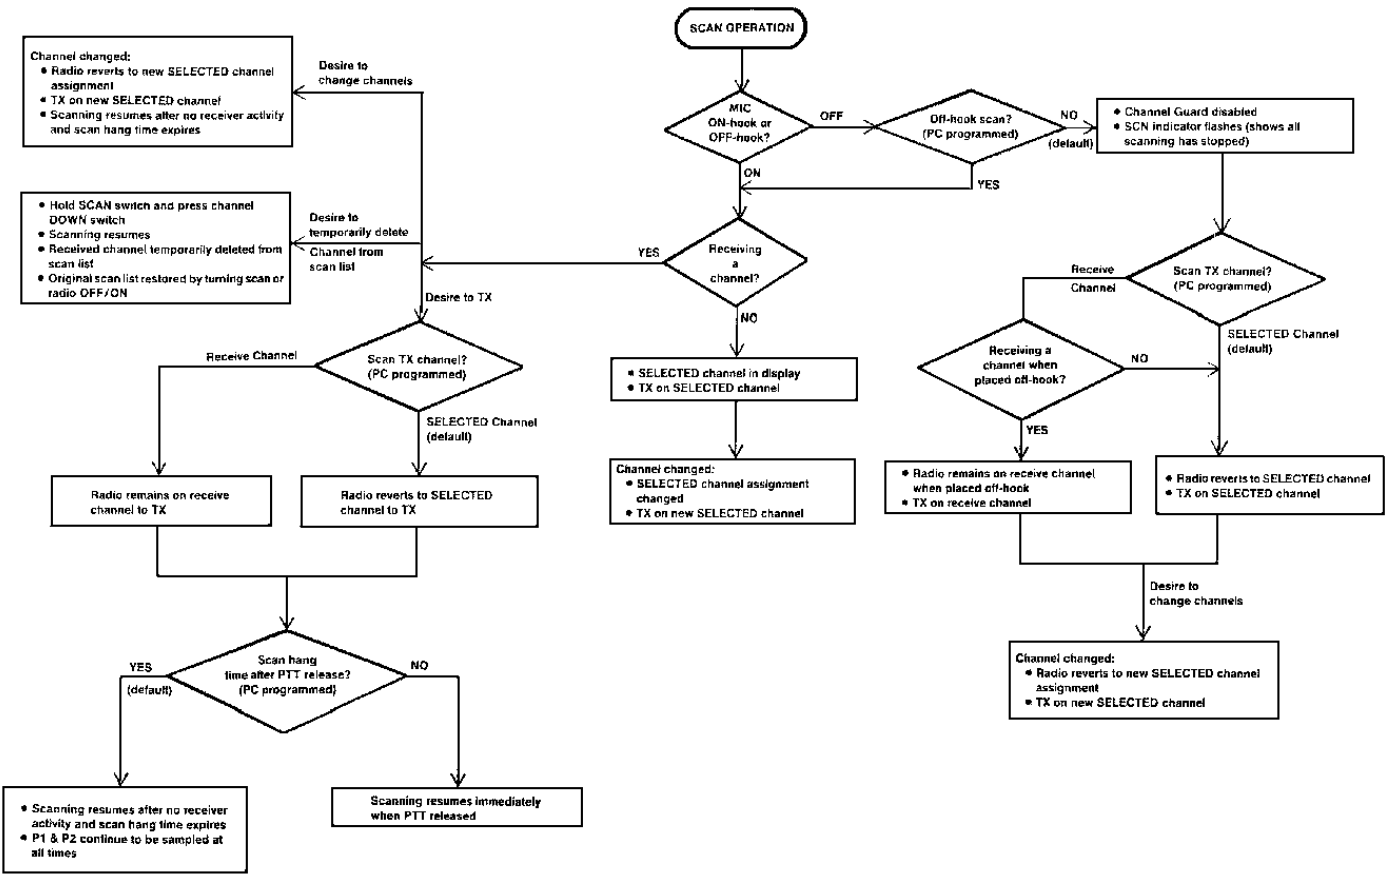 SCAN OPERATION
Channel changed:
• Radio reverts to new SELECTED channel
assignment
• TX on new SELECTED channel
• Scanning resumes after no receiver activity
and scan hang time expires
Desire to
change channels
MIC
ON-hook or
OFF-hook?
OFF
Off-hook scan?
(PC programmed)
NO
(default)
• Channel Guard disabled
• SCN indicator flashes (shows all
scanning has stopped)
ON
YES
• Hold SCAN switch and press channel
DOWN switch
• Scanning resumes
• Received channel temporarily deleted from
scan list
• Original scan list restored by turning scan or
radio OFF/ON
Desire to
temporarily delete
Channel from
scan list
YES
Receiving
a
channel?
NO
Desire to TX
Receive
Channel
Scan TX channel?
(PC programmed)
SELECTED Channel
(default)
Receive Channel
Scan TX channel?
(PC programmed)
SELECTED Channel
(default)
• SELECTED channel in display
• TX on SELECTED channel
Receiving a
channel when
placed off-hook?
NO
YES
Radio remains on receive
channel to TX
Radio reverts to SELECTED
channel to TX
Channel changed:
• SELECTED channel assignment
changed
• TX on new SELECTED channel
• Radio remains on receive channel
when placed off-hook
• TX on receive channel
• Radio reverts to SELECTED channel
• TX on SELECTED channel
Desire to
change channels
Scan hang
time after PTT release?
(PC programmed)
YES
(default)
NO
Channel changed:
• Radio reverts to new SELECTED channel
assignment
• TX on new SELECTED channel
• Scanning resumes after no receiver
activity and scan hang time expires
• P1 & P2 continue to be sampled at
all times
Scanning resumes immediately
when PTT released